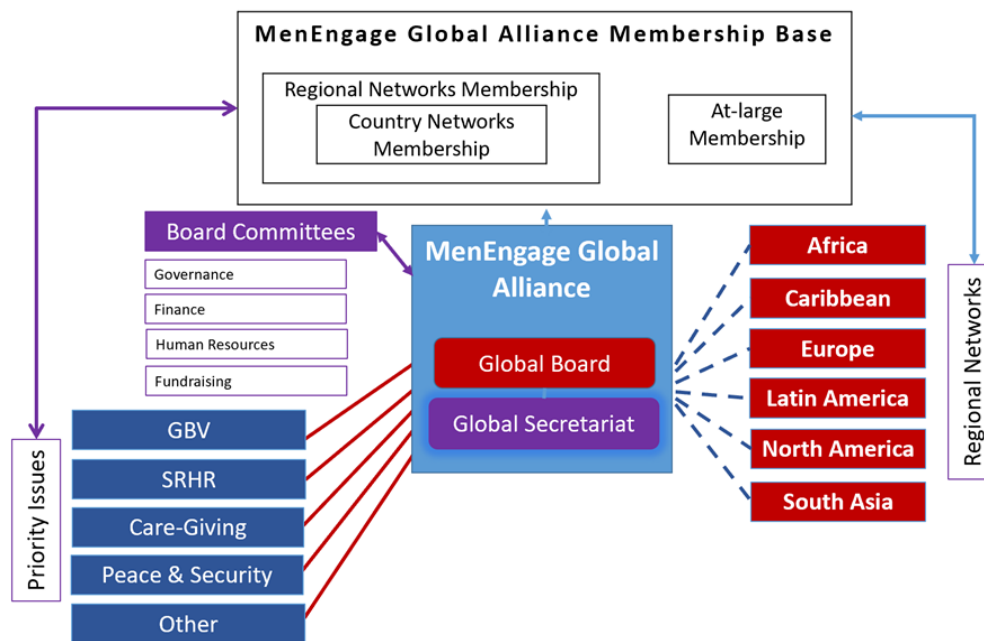 MenEngage Global Alliance Membership Base
Regional Networks Membership
Country Networks
Membership
At-large
Membership
Board Committees
Governance
Finance
Human Resources
Fundraising
MenEngage Global
Alliance
Global Board
Global Secretariat
Priority Issues
GBV
SRHR
Care-Giving
Peace & Security
Other
Africa
Caribbean
Europe
Latin America
North America
South Asia
Regional Networks